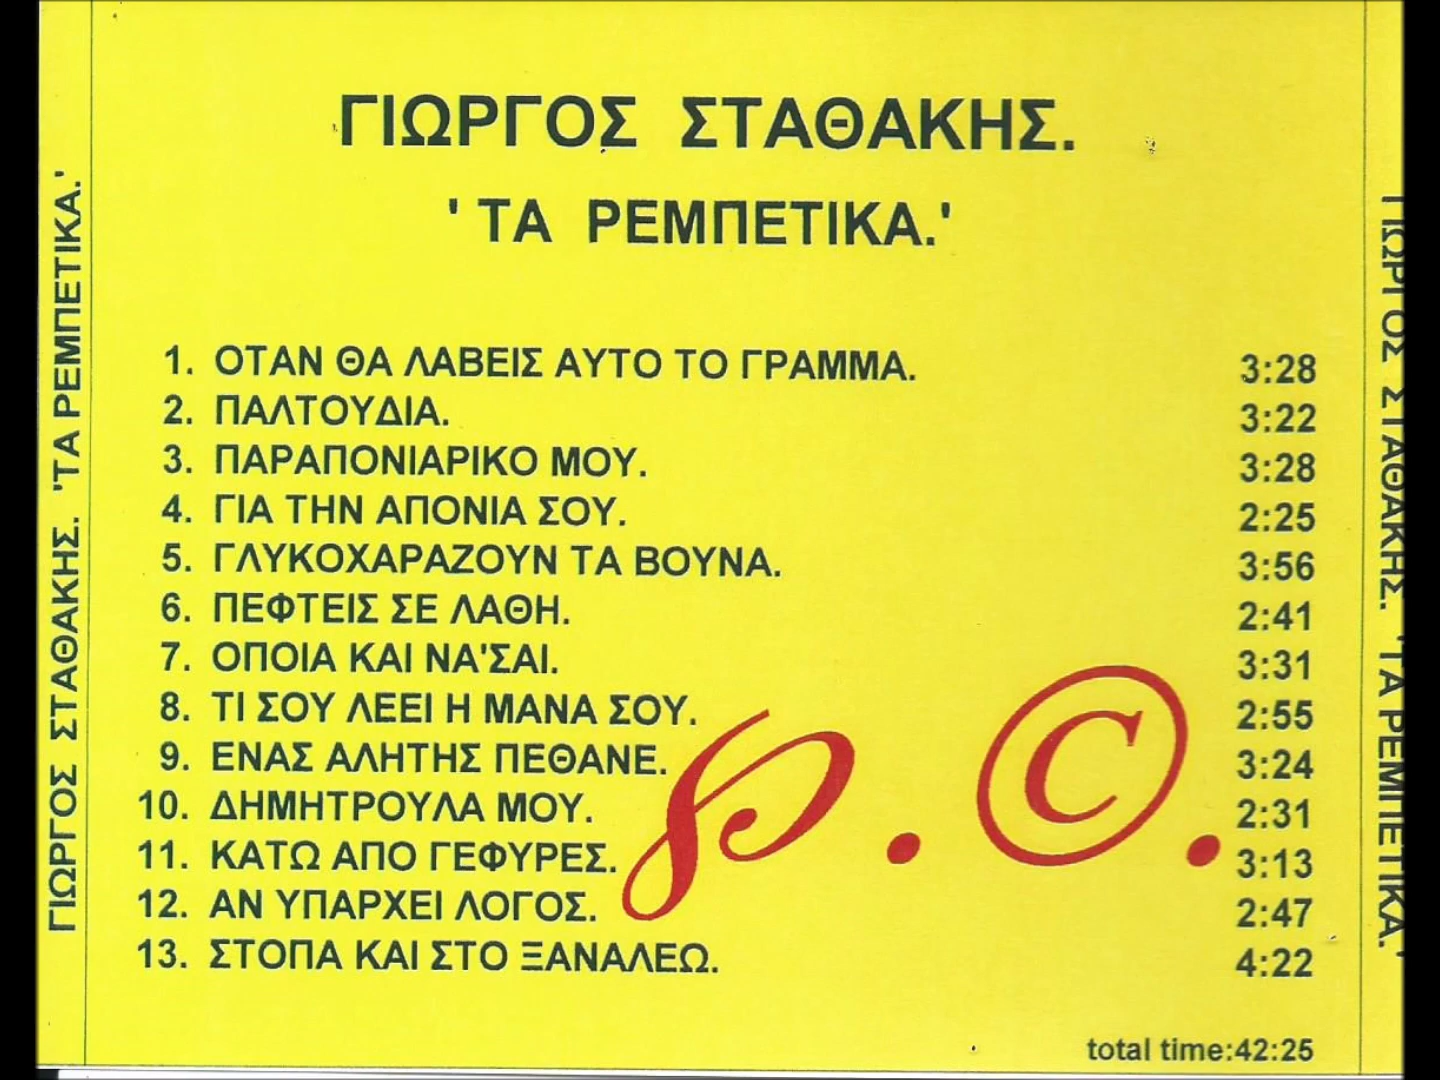 ΓΙΩΡΓΟΣ ΣΤΑΘΑΚΗΣ.
' ΤΑ ΡΕΜΠΕΤΙΚΑ.'
1. ΟΤΑΝ ΘΑ ΛΑΒΕΙΣ ΑΥΤΟ ΤΟ ΓΡΑΜΜΑ. 3:28
2. ΠΑΛΤΟΥΔΙΑ. 3:22
3. ΠΑΡΑΠΟΝΙΑΡΙΚΟ ΜΟΥ. 3:28
4. ΓΙΑ ΤΗΝ ΑΠΟΝΙΑ ΣΟΥ. 2:25
5. ΓΛΥΚΟΧΑΡΑΖΟΥΝ ΤΑ ΒΟΥΝΑ. 3:56
6. ΠΕΦΤΕΙΣ ΣΕ ΛΑΘΗ. 2:41
7. ΟΠΟΙΑ ΚΑΙ ΝΑ'ΣΑΙ. 3:31
8. ΤΙ ΣΟΥ ΛΕΕΙ Η ΜΑΝΑ ΣΟΥ. 2:55
9. ΕΝΑΣ ΑΛΗΤΗΣ ΠΕΘΑΝΕ. 3:24
10. ΔΗΜΗΤΡΟΥΛΑ ΜΟΥ. 2:31
11. ΚΑΤΩ ΑΠΟ ΓΕΦΥΡΕΣ. 3:13
12. ΑΝ ΥΠΑΡΧΕΙ ΛΟΓΟΣ. 2:47
13. ΣΤΟΠΑ ΚΑΙ ΣΤΟ ΞΑΝΑΛΕΩ. 4:22
℘.©.
total time:42:25
ΓΙΩΡΓΟΣ ΣΤΑΘΑΚΗΣ. 'ΤΑ ΡΕΜΠΕΤΙΚΑ.'
ΓΙΩΡΓΟΣ ΣΤΑΘΑΚΗΣ. 'ΤΑ ΡΕΜΠΕΤΙΚΑ.'